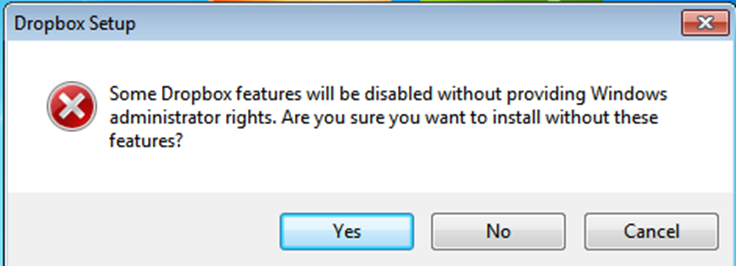 Dropbox Setup
Some Dropbox features will be disabled without providing Windows
administrator rights. Are you sure you want to install without these
features?
Yes
No
Cancel